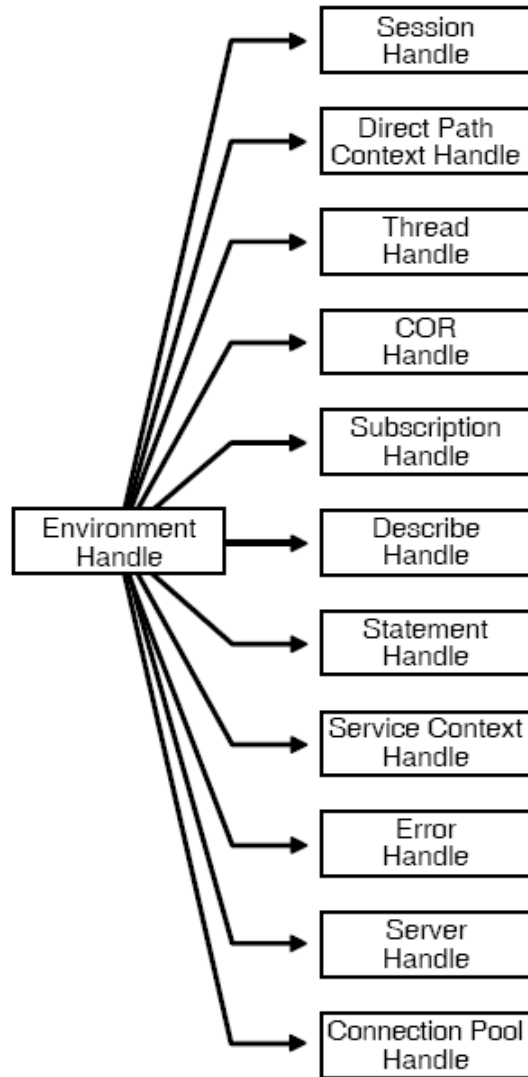 Session
Handle
Direct Path
Context Handle
Thread
Handle
COR
Handle
Subscription
Handle
Environment
Handle
Describe
Handle
Statement
Handle
Service Context
Handle
Error
Handle
Server
Handle
Connection Pool
Handle